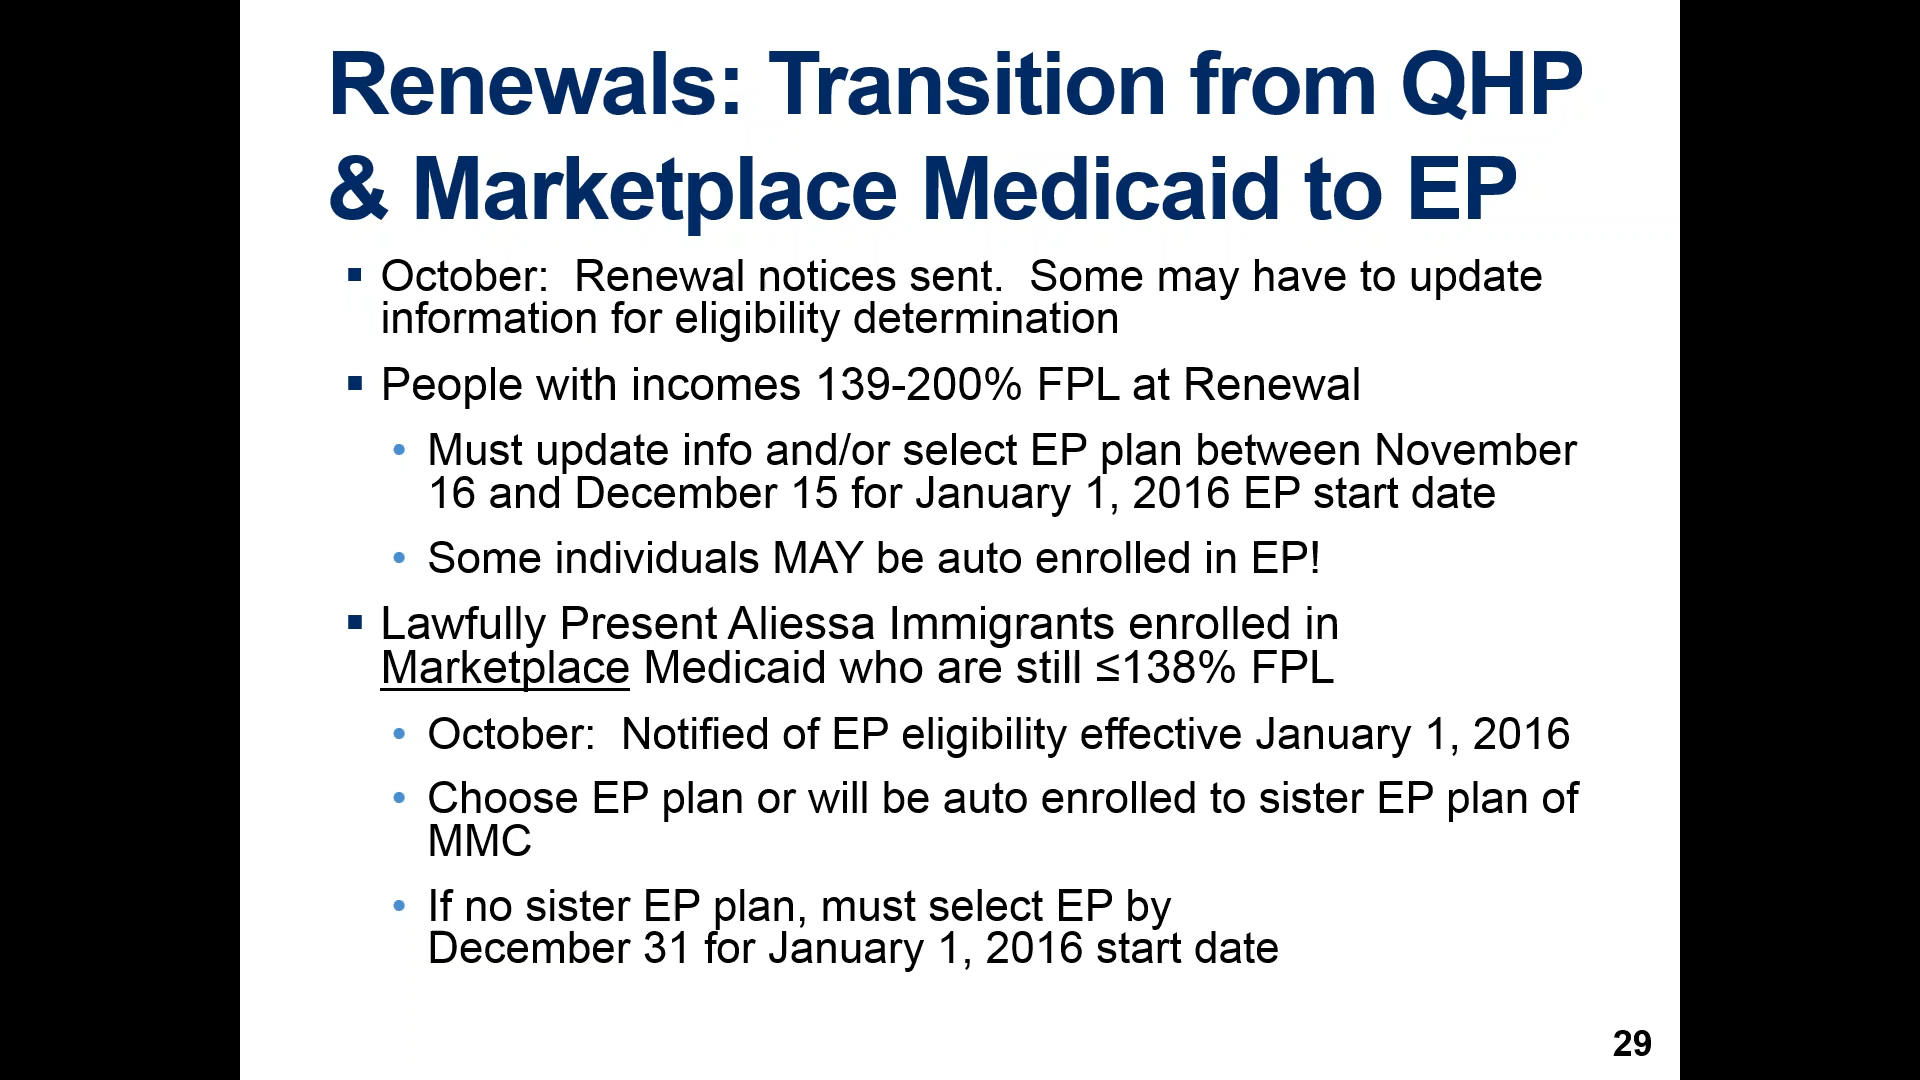 Renewals: Transition from QHP
& Marketplace Medicaid to EP
▪ October:  Renewal notices sent.  Some may have to update
information for eligibility determination
▪ People with incomes 139-200% FPL at Renewal
• Must update info and/or select EP plan between November
16 and December 15 for January 1, 2016 EP start date
• Some individuals MAY be auto enrolled in EP!
▪ Lawfully Present Aliessa Immigrants enrolled in
Marketplace Medicaid who are still ≤138% FPL
• October:  Notified of EP eligibility effective January 1, 2016
• Choose EP plan or will be auto enrolled to sister EP plan of
MMC
• If no sister EP plan, must select EP by
December 31 for January 1, 2016 start date
29